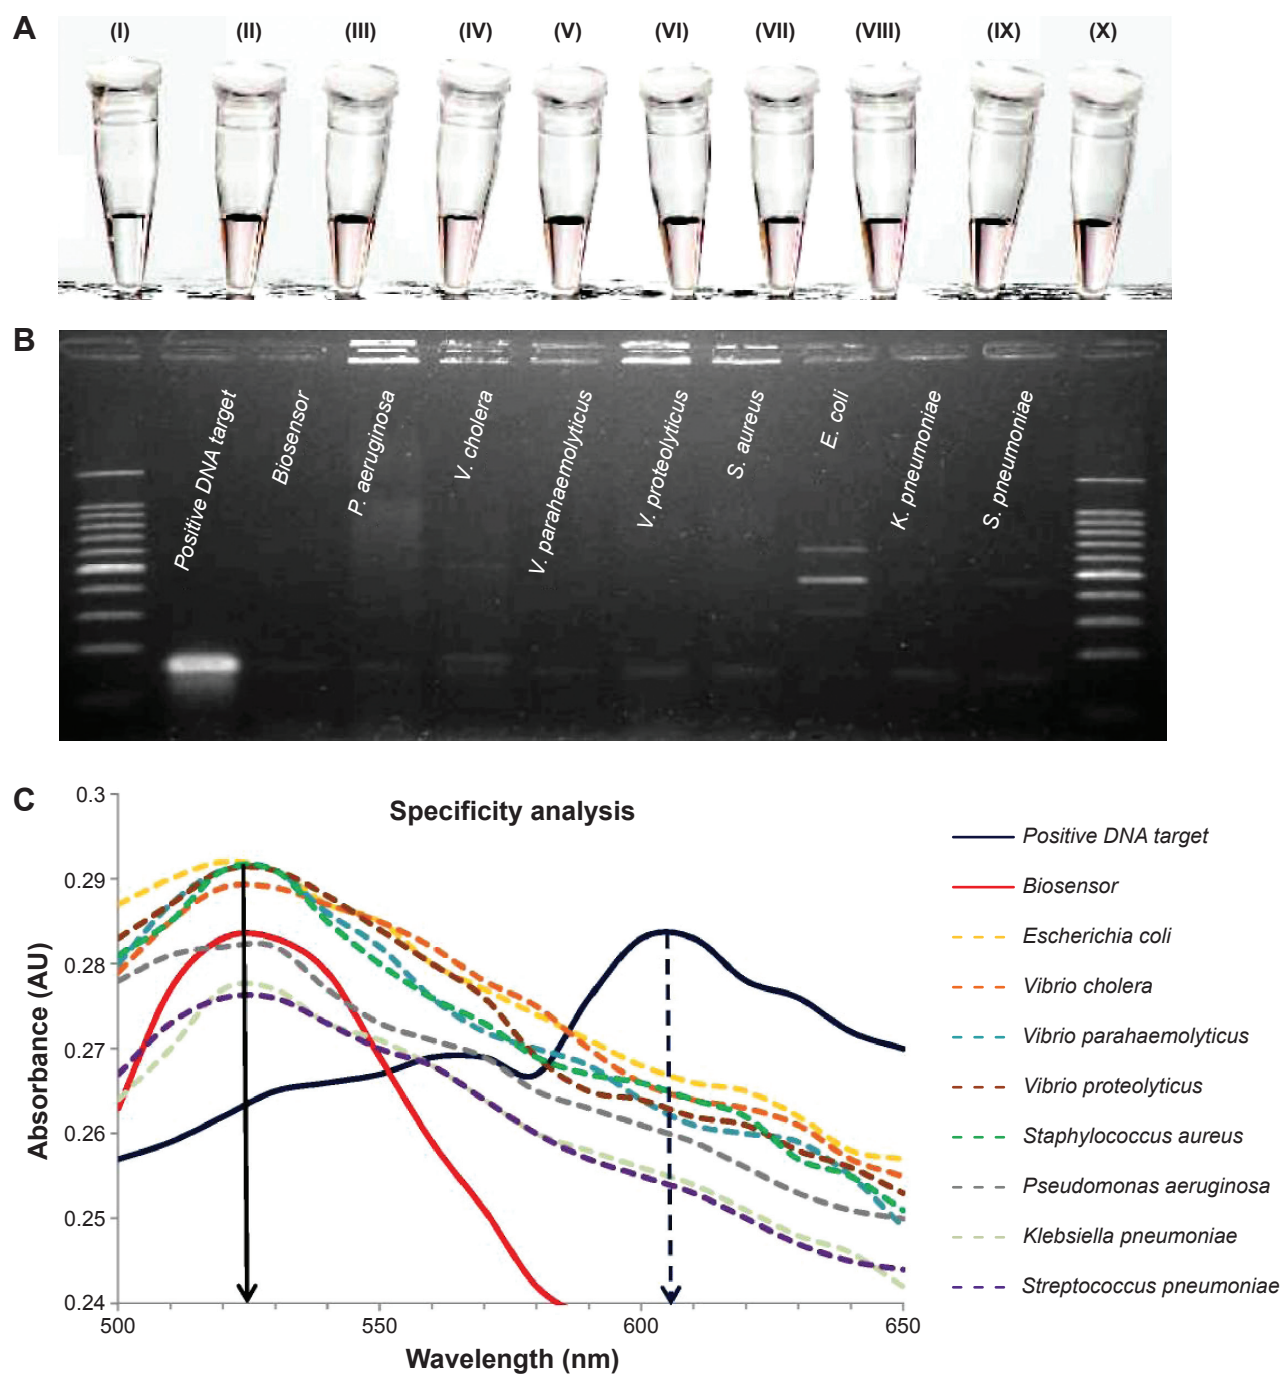 A
(I) (II) (III) (IV) (V) (VI) (VII) (VIII) (IX) (X)
B
Positive DNA target
Biosensor
P. aeruginosa
V. cholera
V. parahaemolyticus
V. proteolyticus
S. aureus
E. coli
K. pneumoniae
S. pneumoniae
C
Specificity analysis
Absorbance (AU)
0.3
0.29
0.28
0.27
0.26
0.25
0.24
500 550 600 650
Wavelength (nm)
Positive DNA target
Biosensor
Escherichia coli
Vibrio cholera
Vibrio parahaemolyticus
Vibrio proteolyticus
Staphylococcus aureus
Pseudomonas aeruginosa
Klebsiella pneumoniae
Streptococcus pneumoniae